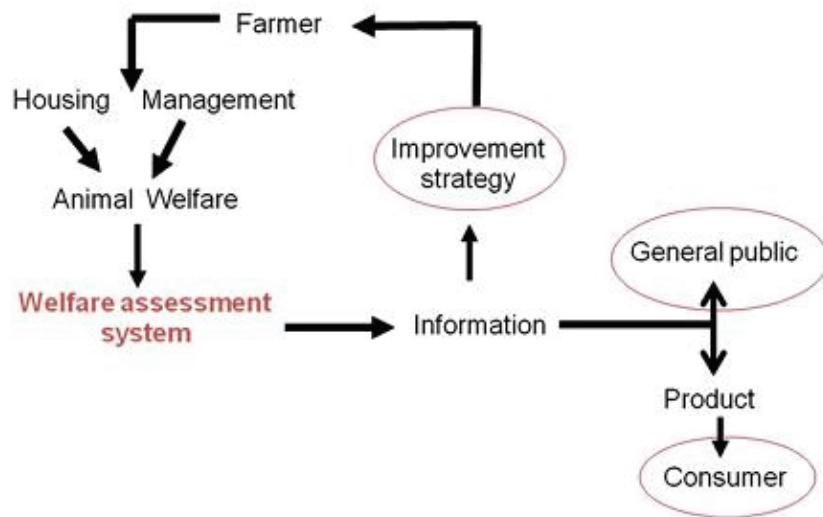 Farmer
Housing Management
Improvement
strategy
Animal Welfare
General public
Welfare assessment
system
Information
Product
Consumer